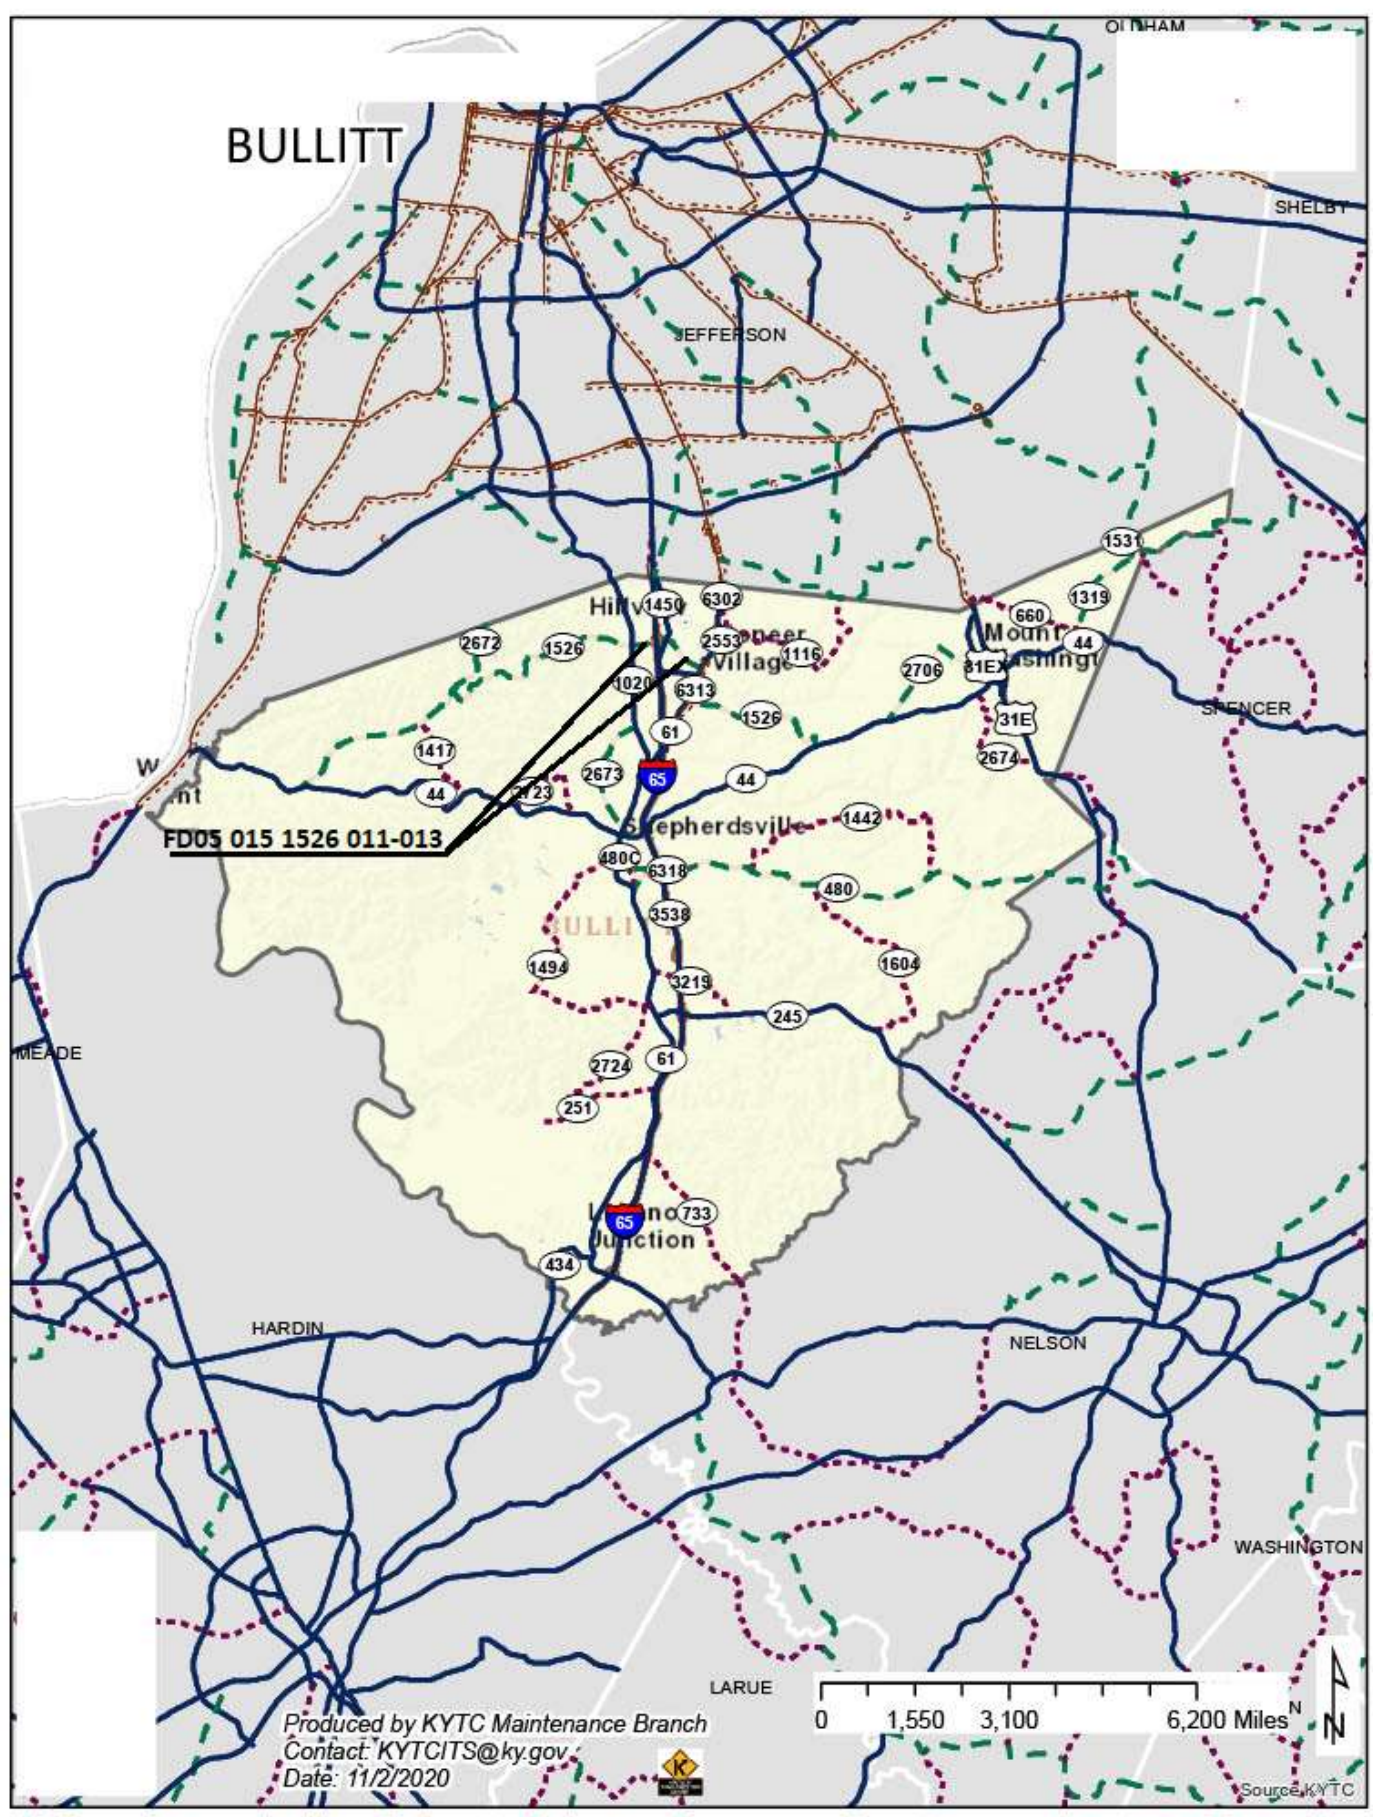 OLDHAM
BULLITT
SHELBY
JEFFERSON
1531
1319
660
1450
6302
Mount
44
2672
1526
2553
1116
2706
31EX
Village
1020
6313
1526
31E
SPENCER
61
1417
2674
2673
65
44
44
2723
1442
Shepherdsville
FD05 015 1526 011-013
480C
6318
480
3538
BULLI
1494
1604
3219
245
MEADE
2724
61
251
733
65
Junction
434
HARDIN
NELSON
WASHINGTON
LARUE
0 1,550 3,100 6,200 Miles
N
N
Produced by KYTC Maintenance Branch
Contact: KYTCITS@ky.gov
Date: 11/2/2020
Source KYTC